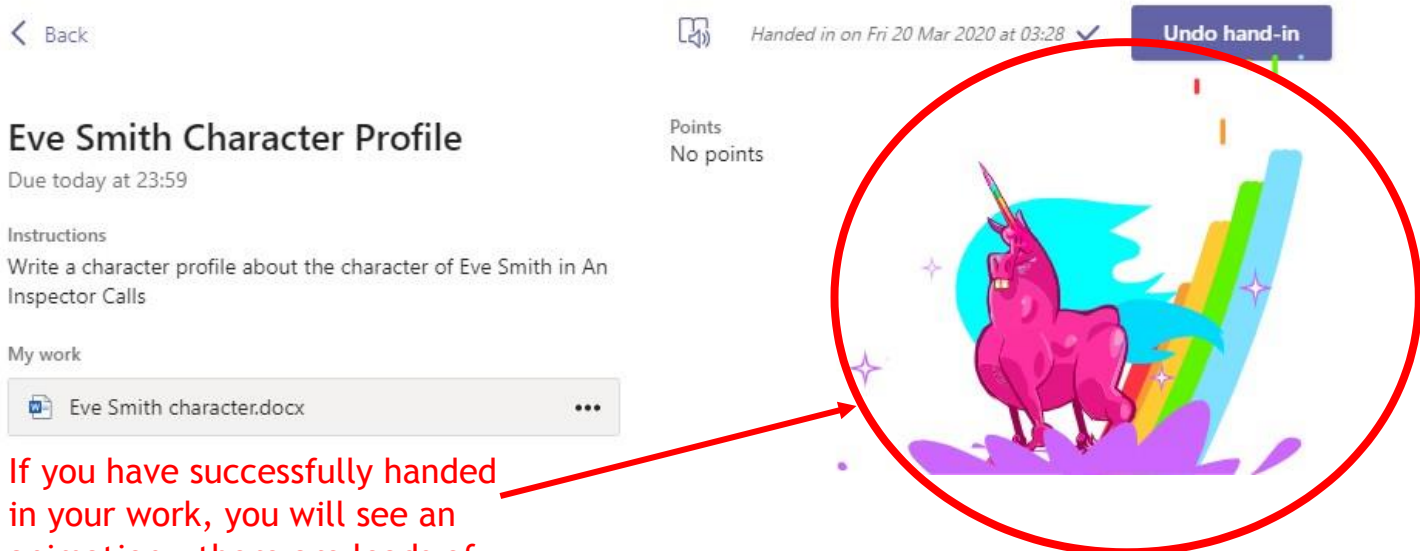 Back
Handed in on Fri 20 Mar 2020 at 03:28
Undo hand-in
Eve Smith Character Profile
Due today at 23:59
Points
No points
Instructions
Write a character profile about the character of Eve Smith in An
Inspector Calls
My work
Eve Smith character.docx
If you have successfully handed
in your work, you will see an